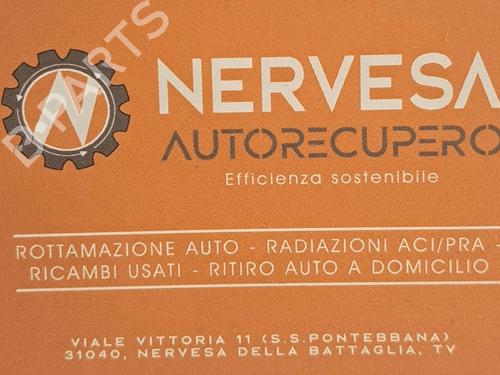 B-PARTS
N
NERVESA
AUTORECUPERO
Efficienza sostenibile
ROTTAMAZIONE AUTO - RADIAZIONI ACI/PRA -
RICAMBI USATI - RITIRO AUTO A DOMICILIO
VIALE VITTORIA 11 (S.S.PONTEBBANA)
31040, NERVESA DELLA BATTAGLIA, TV